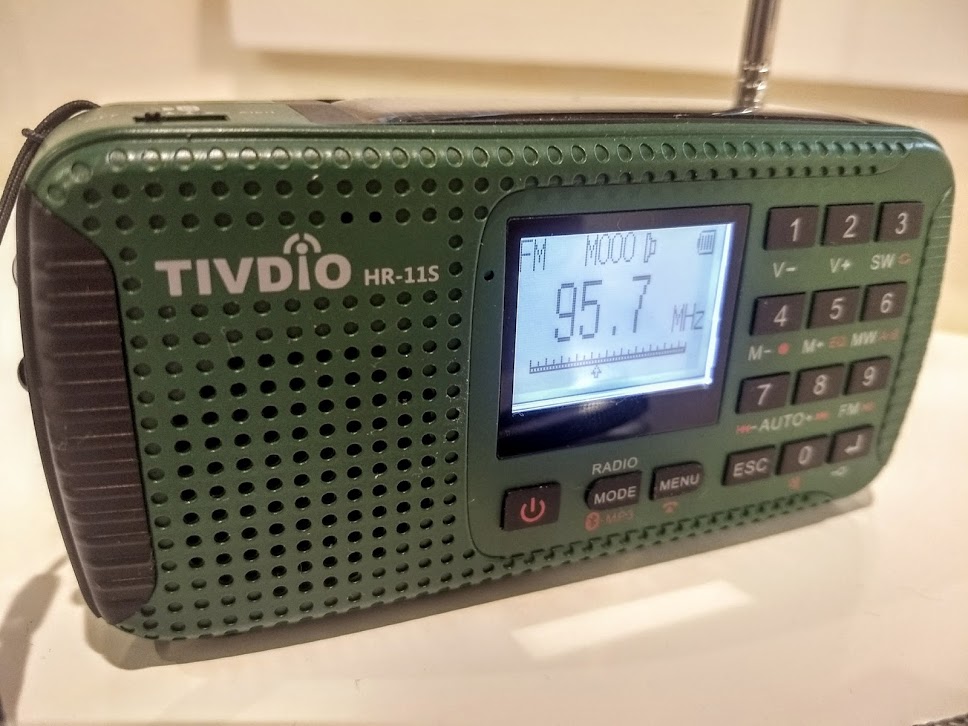 TIVDIO HR-11S
FM M000
95.7 MHz
1 2 3
V- V+ SW
4 5 6
M- M+ EQ MW A-B
7 8 9
-AUTO+ FM
ESC 0
RADIO
MODE MENU
MP3